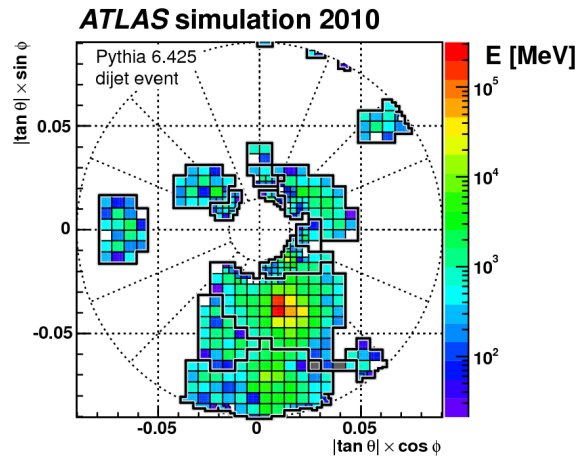 ATLAS simulation 2010
Pythia 6.425
dijet event
E [MeV]
|tan θ| × sin ϕ
0.05
0
-0.05
10⁵
10⁴
10³
10²
-0.05
0
0.05
|tan θ| × cos ϕ